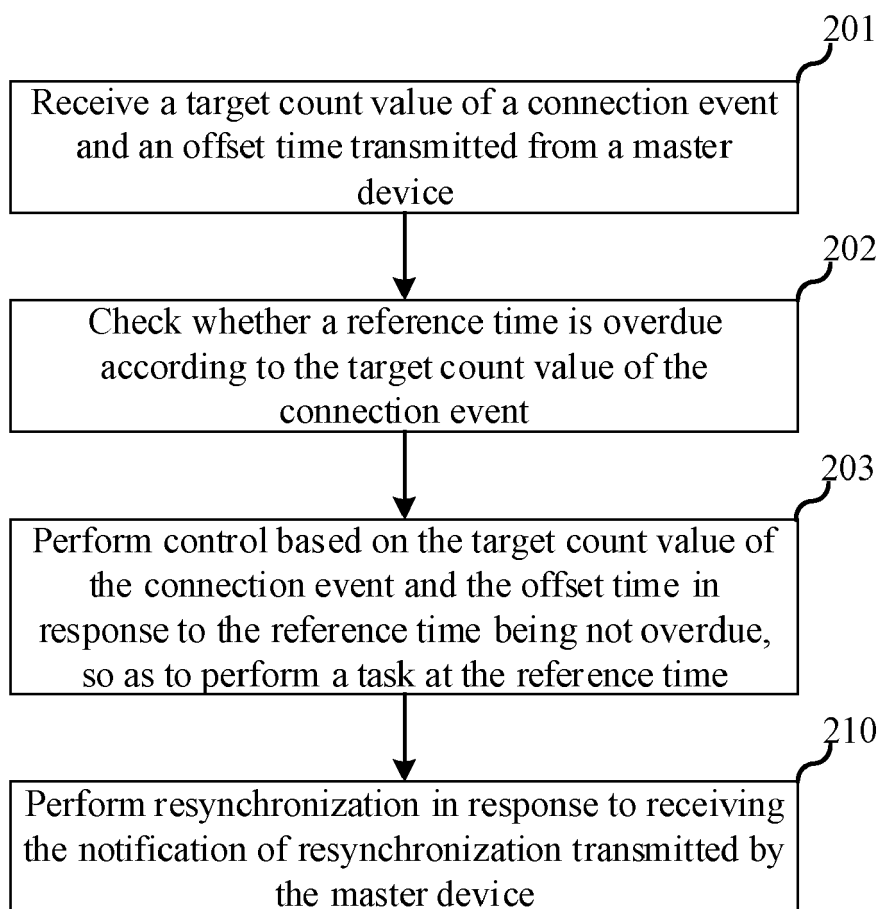 201
Receive a target count value of a connection event
and an offset time transmitted from a master
device
202
Check whether a reference time is overdue
according to the target count value of the
connection event
203
Perform control based on the target count value of
the connection event and the offset time in
response to the reference time being not overdue,
so as to perform a task at the reference time
210
Perform resynchronization in response to receiving
the notification of resynchronization transmitted by
the master device